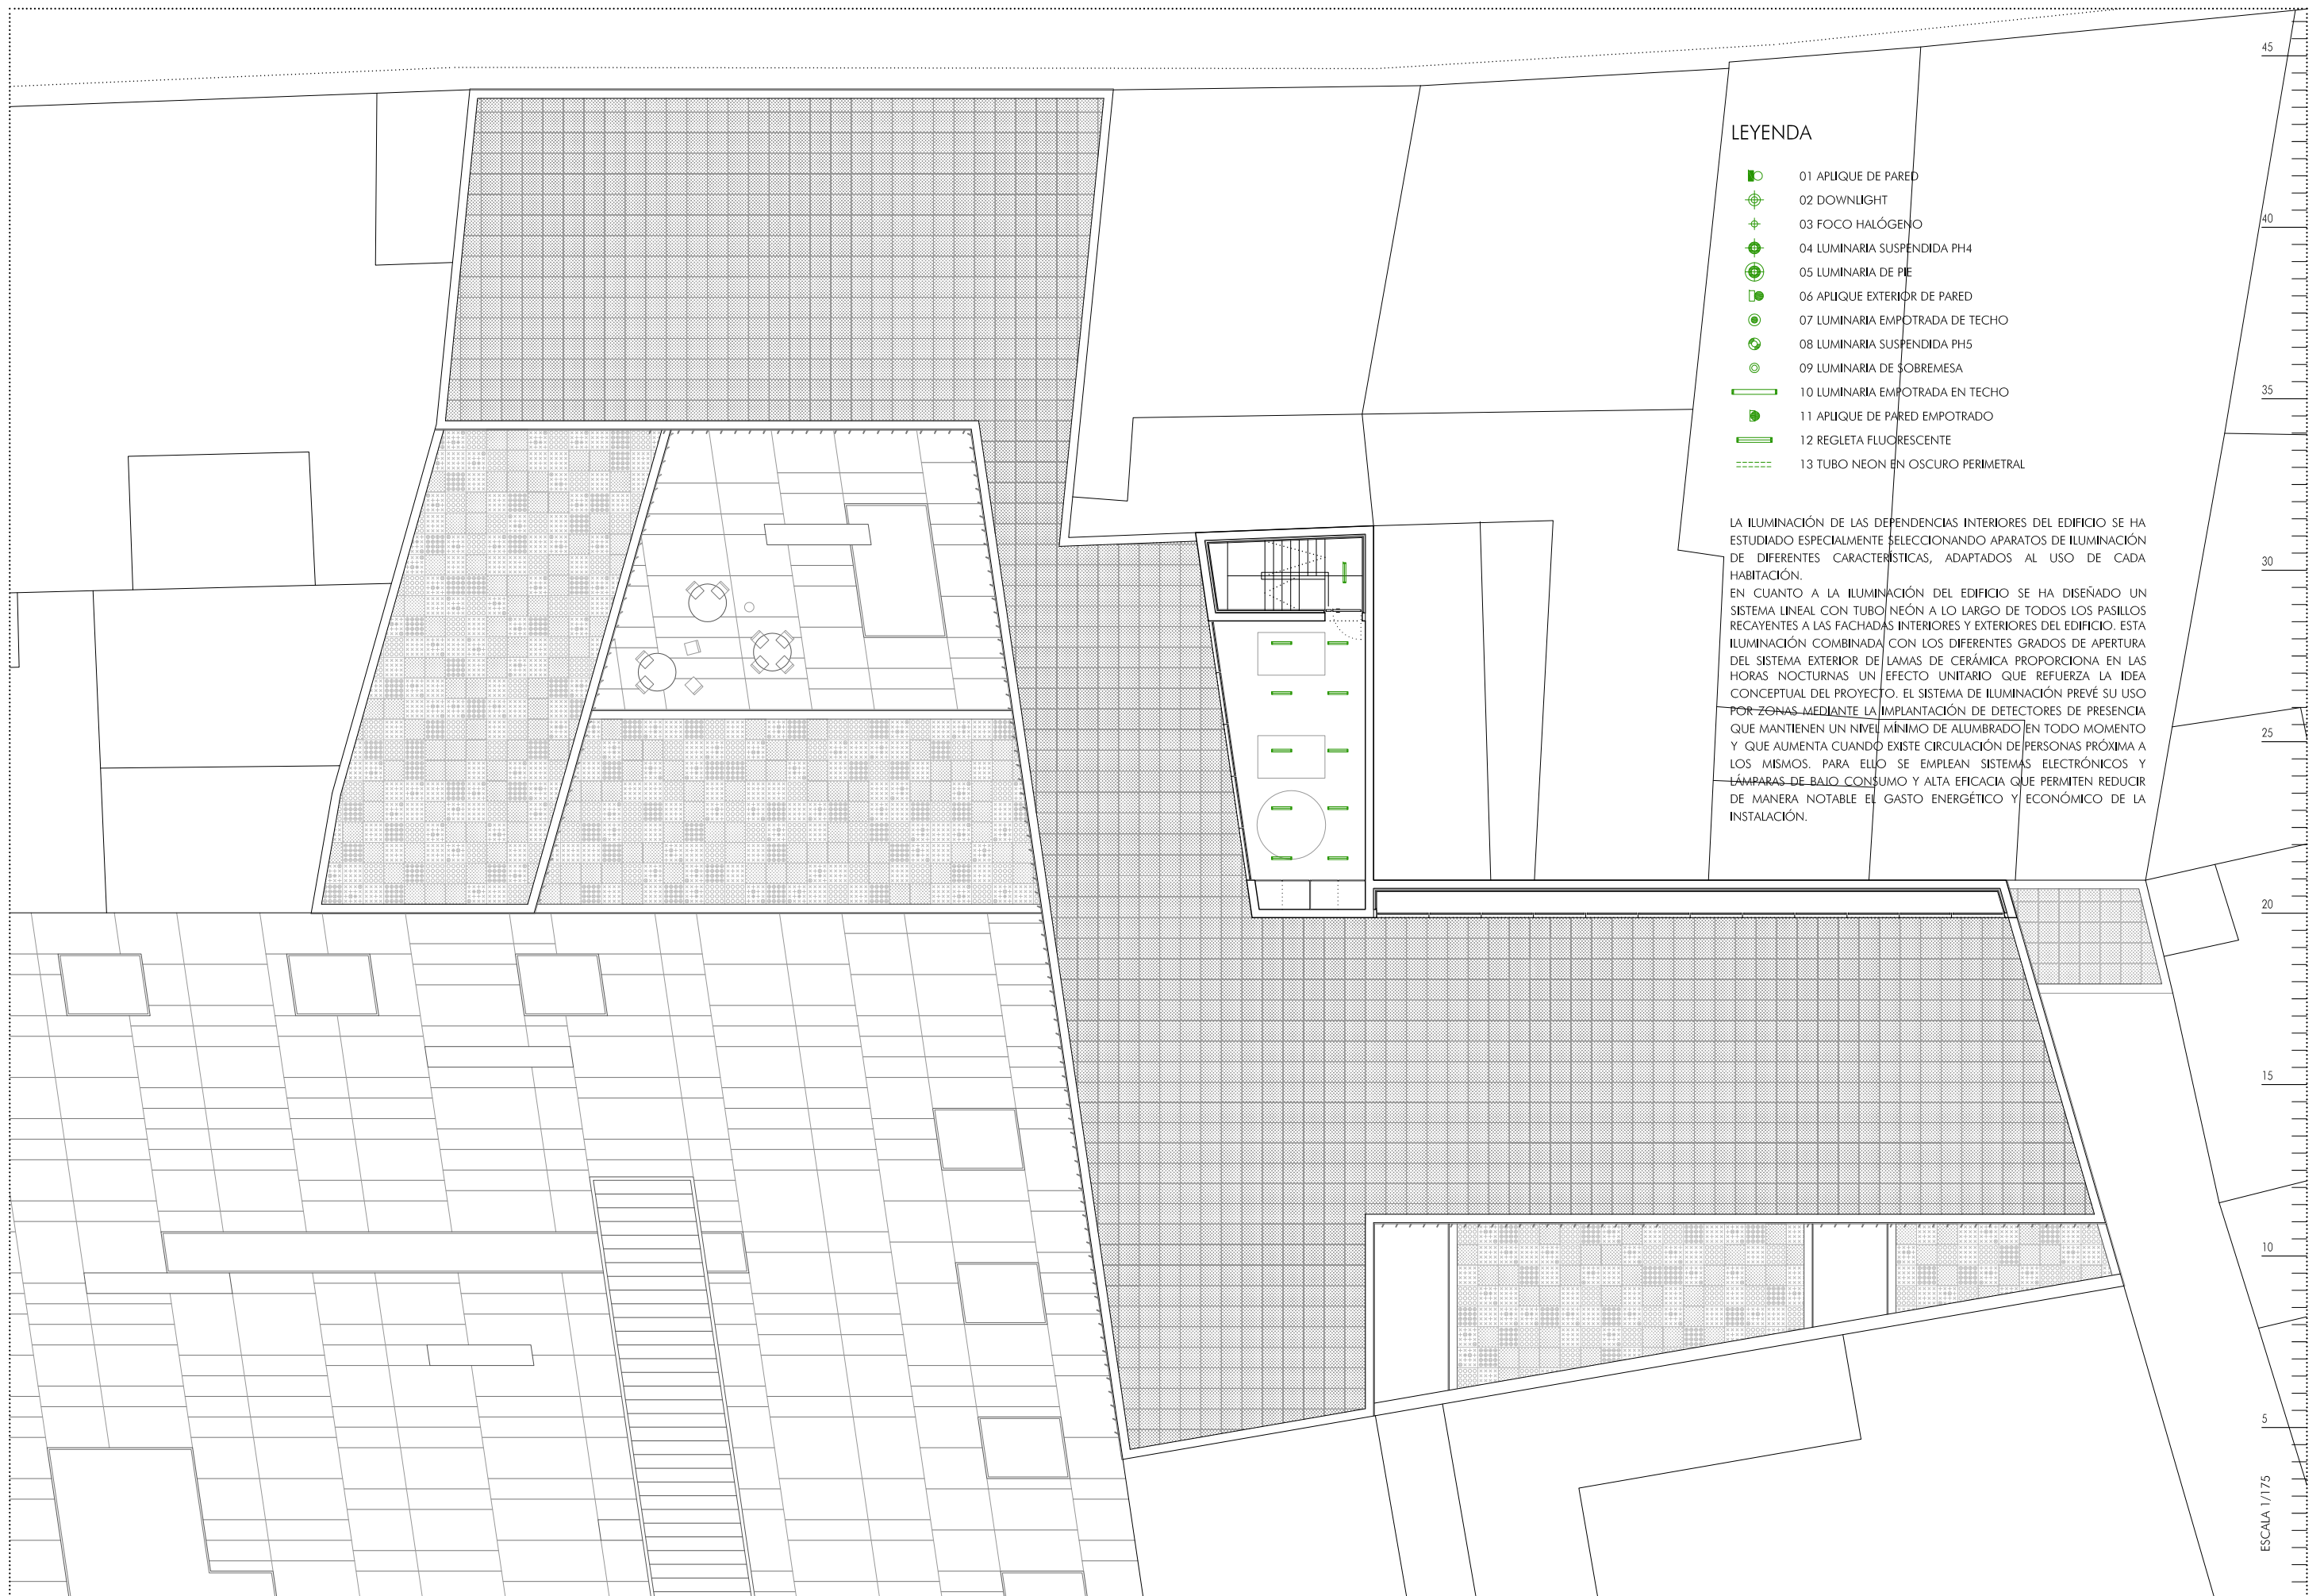 LEYENDA
01 APLIQUE DE PARED
02 DOWNLIGHT
03 FOCO HALÓGENO
04 LUMINARIA SUSPENDIDA PH4
05 LUMINARIA DE PIE
06 APLIQUE EXTERIOR DE PARED
07 LUMINARIA EMPOTRADA DE TECHO
08 LUMINARIA SUSPENDIDA PH5
09 LUMINARIA DE SOBREMESA
10 LUMINARIA EMPOTRADA EN TECHO
11 APLIQUE DE PARED EMPOTRADO
12 REGLETA FLUORESCENTE
13 TUBO NEON EN OSCURO PERIMETRAL
LA ILUMINACIÓN DE LAS DEPENDENCIAS INTERIORES DEL EDIFICIO SE HA
ESTUDIADO ESPECIALMENTE SELECCIONANDO APARATOS DE ILUMINACIÓN
DE DIFERENTES CARACTERÍSTICAS, ADAPTADOS AL USO DE CADA
HABITACIÓN.
EN CUANTO A LA ILUMINACIÓN DEL EDIFICIO SE HA DISEÑADO UN
SISTEMA LINEAL CON TUBO NEÓN A LO LARGO DE TODOS LOS PASILLOS
RECAYENTES A LAS FACHADAS INTERIORES Y EXTERIORES DEL EDIFICIO. ESTA
ILUMINACIÓN COMBINADA CON LOS DIFERENTES GRADOS DE APERTURA
DEL SISTEMA EXTERIOR DE LAMAS DE CERÁMICA PROPORCIONA EN LAS
HORAS NOCTURNAS UN EFECTO UNITARIO QUE REFUERZA LA IDEA
CONCEPTUAL DEL PROYECTO. EL SISTEMA DE ILUMINACIÓN PREVÉ SU USO
POR ZONAS MEDIANTE LA IMPLANTACIÓN DE DETECTORES DE PRESENCIA
QUE MANTIENEN UN NIVEL MÍNIMO DE ALUMBRADO EN TODO MOMENTO
Y QUE AUMENTA CUANDO EXISTE CIRCULACIÓN DE PERSONAS PRÓXIMA A
LOS MISMOS. PARA ELLO SE EMPLEAN SISTEMAS ELECTRÓNICOS Y
LÁMPARAS DE BAJO CONSUMO Y ALTA EFICACIA QUE PERMITEN REDUCIR
DE MANERA NOTABLE EL GASTO ENERGÉTICO Y ECONÓMICO DE LA
INSTALACIÓN.
45
40
35
30
25
20
15
10
5
ESCALA 1/175